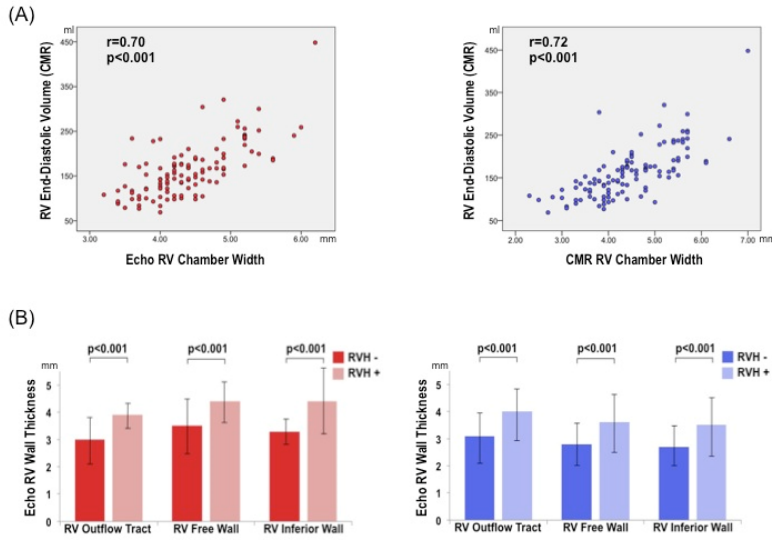 (A)
ml
450
350
250
150
50
r=0.70
p<0.001
RV End-Diastolic Volume (CMR)
3.00 4.00 5.00 6.00 mm
Echo RV Chamber Width
ml
450
350
250
150
50
r=0.72
p<0.001
RV End-Diastolic Volume (CMR)
2.00 3.00 4.00 5.00 6.00 7.00 mm
CMR RV Chamber Width
(B)
p<0.001 p<0.001 p<0.001
RVH -
RVH +
mm
5
4
3
2
1
0
Echo RV Wall Thickness
RV Outflow Tract RV Free Wall RV Inferior Wall
p<0.001 p<0.001 p<0.001
RVH -
RVH +
mm
5
4
3
2
1
0
Echo RV Wall Thickness
RV Outflow Tract RV Free Wall RV Inferior Wall